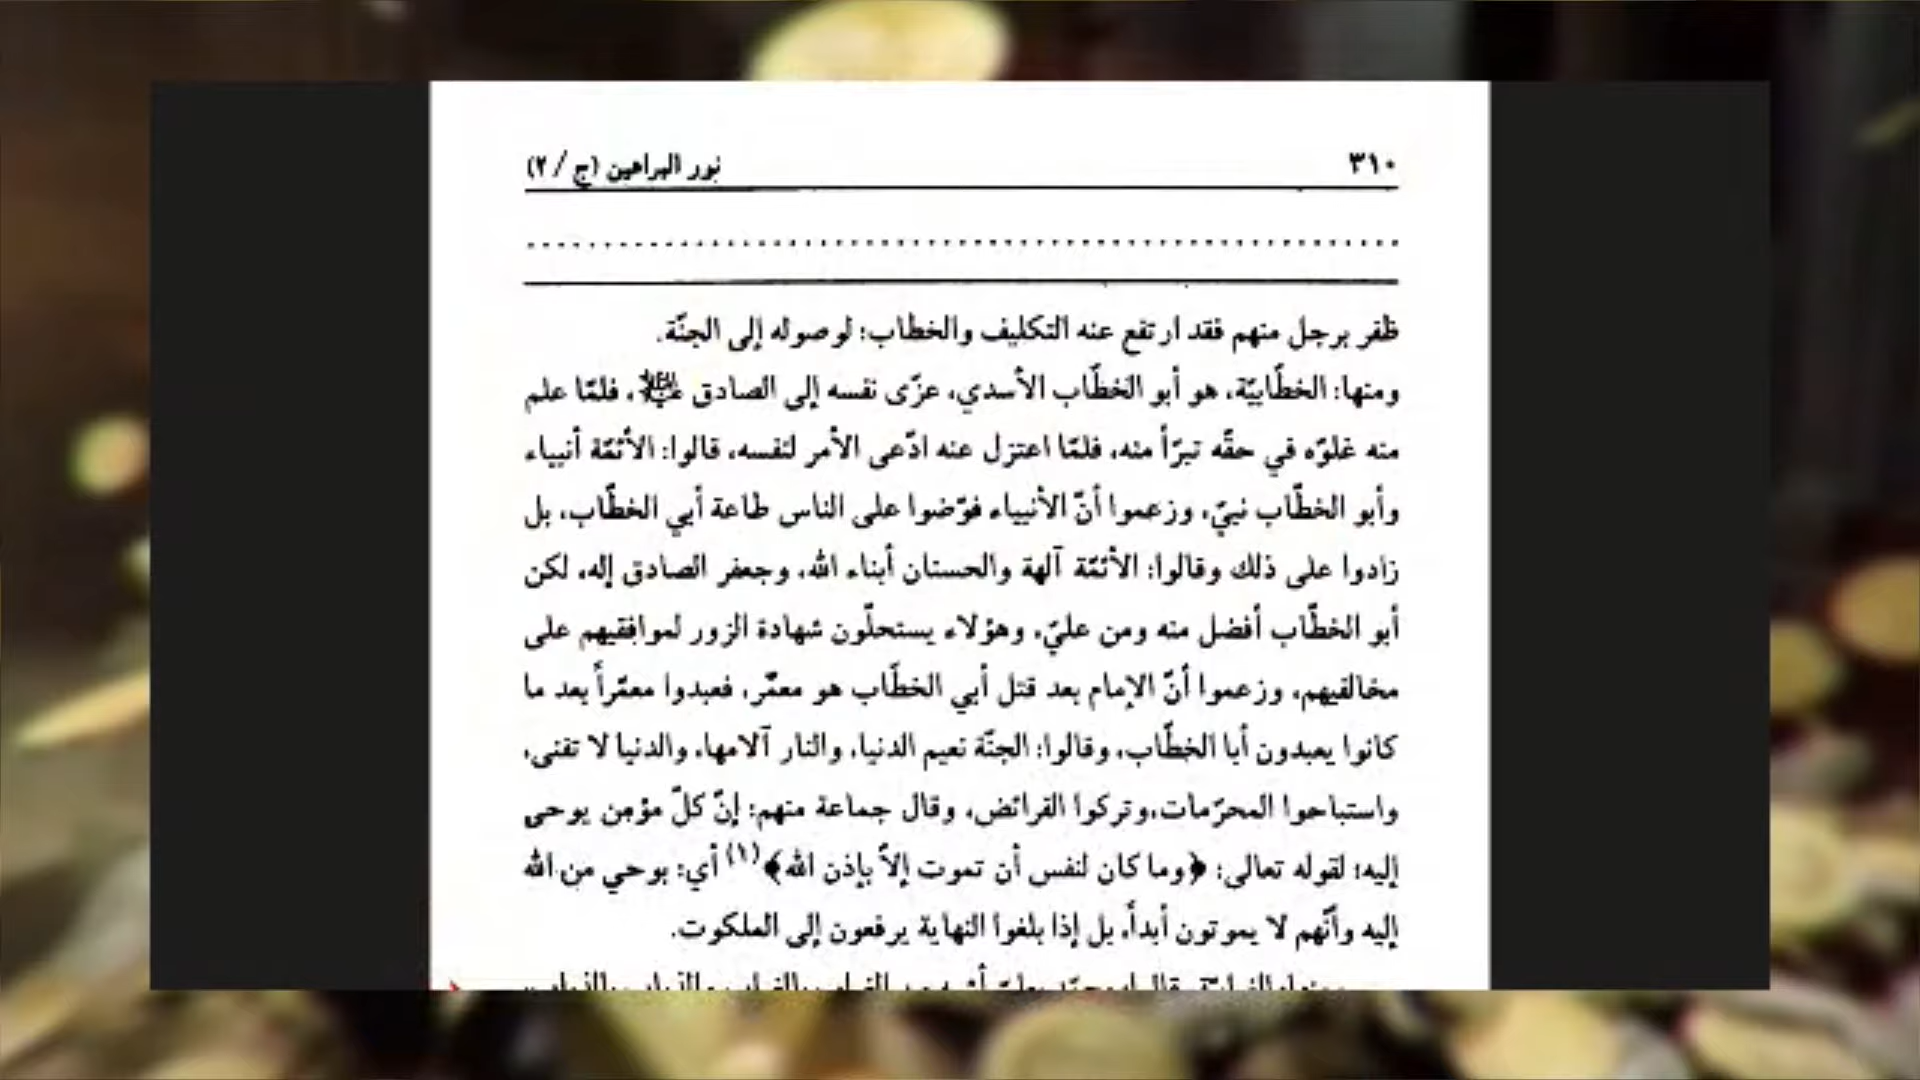 ٣١٠
نور البراهين (ج / ٢)
ظفر برجل منهم فقد ارتفع عنه التكليف والخطاب؛ لوصوله إلى الجنّة.
ومنها: الخطّابيّة، هو أبو الخطّاب الأسدي، عزّى نفسه إلى الصادق عليه السلام، فلمّا علم
منه غلوّه في حقّه تبرّأ منه، فلمّا اعتزل عنه ادّعى الأمر لنفسه، قالوا: الأئمّة أنبياء
وأبو الخطّاب نبيّ، وزعموا أنّ الأنبياء فوّضوا على الناس طاعة أبي الخطّاب، بل
زادوا على ذلك وقالوا: الأئمّة آلهة والحسنان أبناء الله، وجعفر الصادق إله، لكن
أبو الخطّاب أفضل منه ومن عليّ، وهؤلاء يستحلّون شهادة الزور لموافقيهم على
مخالفيهم، وزعموا أنّ الإمام بعد قتل أبي الخطّاب هو معمّر، فعبدوا معمّراً بعد ما
كانوا يعبدون أبا الخطّاب، وقالوا: الجنّة نعيم الدنيا، والنار آلامها، والدنيا لا تفنى،
واستباحوا المحرّمات،وتركوا الفرائض، وقال جماعة منهم: إنّ كلّ مؤمن يوحى
إليه؛ لقوله تعالى: ﴿وما كان لنفس أن تموت إلاّ بإذن الله﴾(١) أي: بوحي من الله
إليه وأنّهم لا يموتون أبداً، بل إذا بلغوا النهاية يرفعون إلى الملكوت.